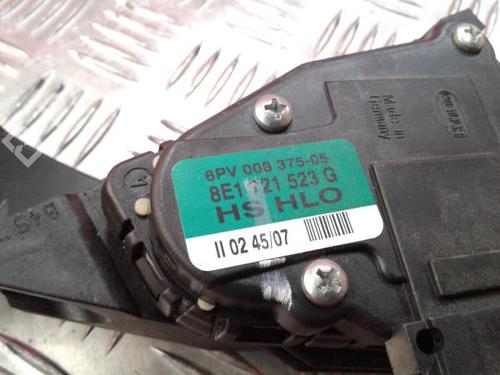 6PV 008 375-05
8E1 721 523 G
HS HLO
II 02 45/07
Made in
Germany